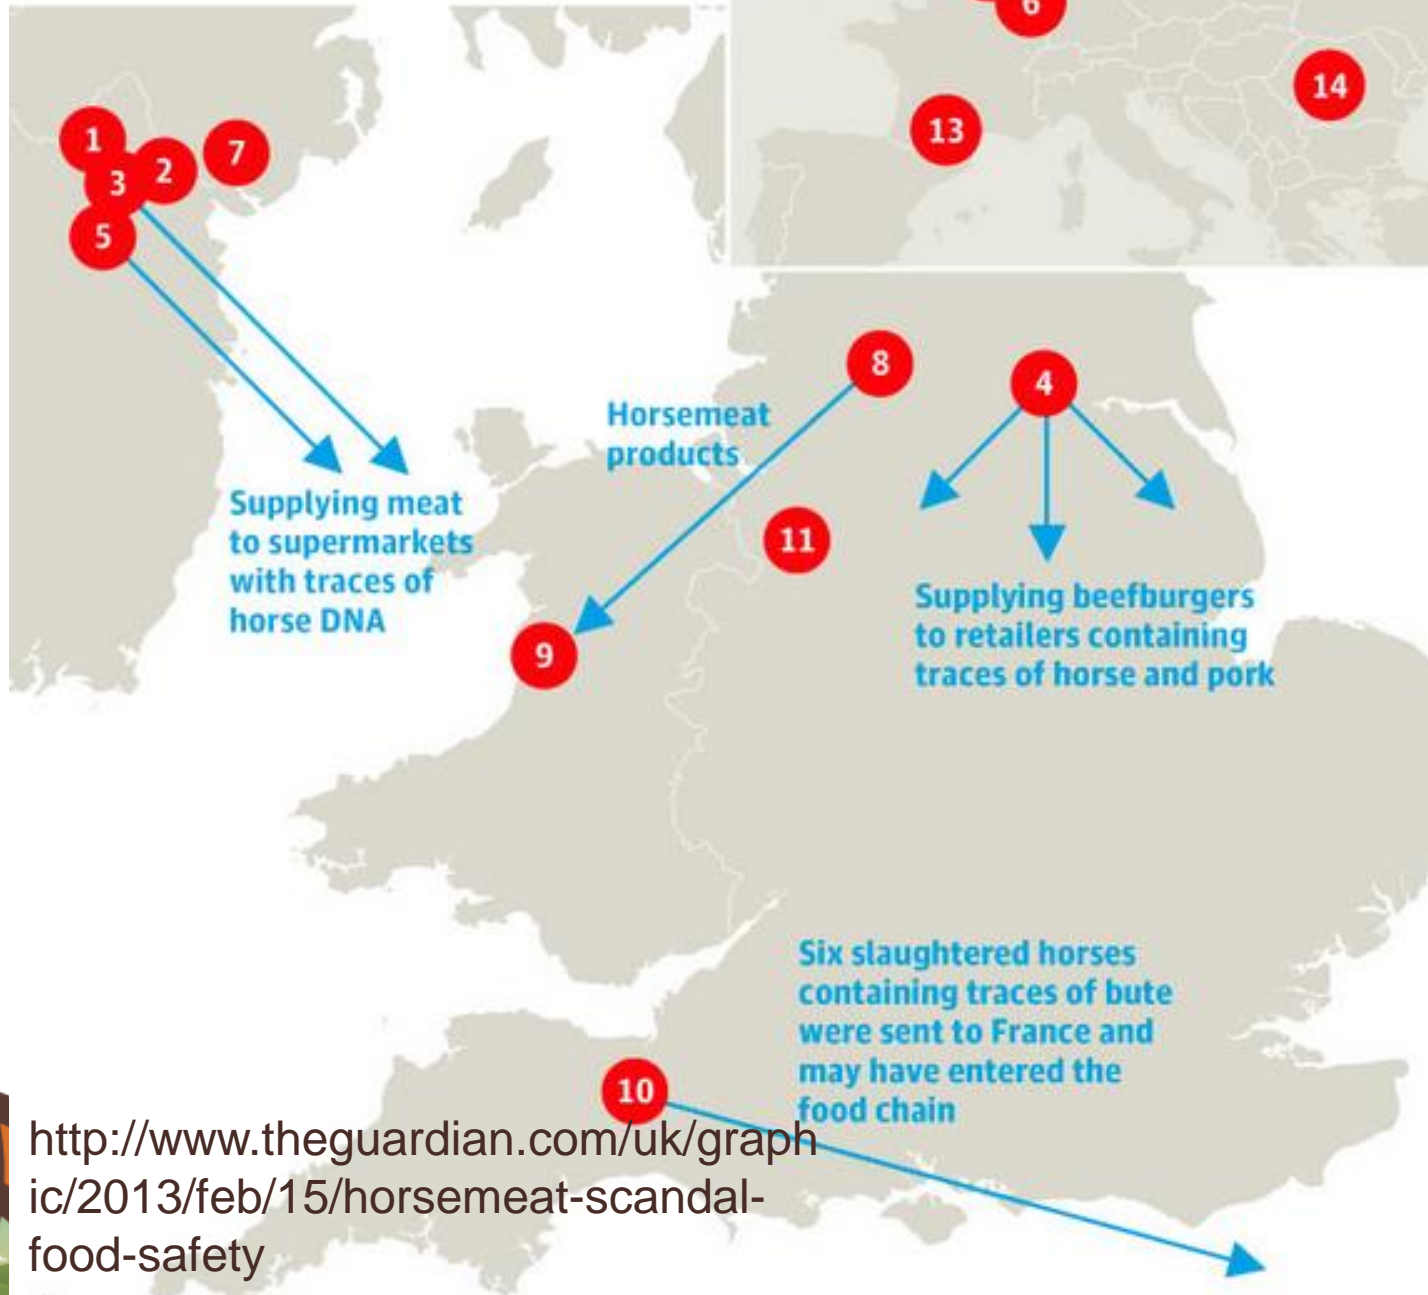 6
14
13
1
2
7
3
5
8
4
Horsemeat
products
Supplying meat
to supermarkets
with traces of
horse DNA
11
Supplying beefburgers
to retailers containing
traces of horse and pork
9
Six slaughtered horses
containing traces of bute
were sent to France and
may have entered the
food chain
10
http://www.theguardian.com/uk/graph
ic/2013/feb/15/horsemeat-scandal-
food-safety